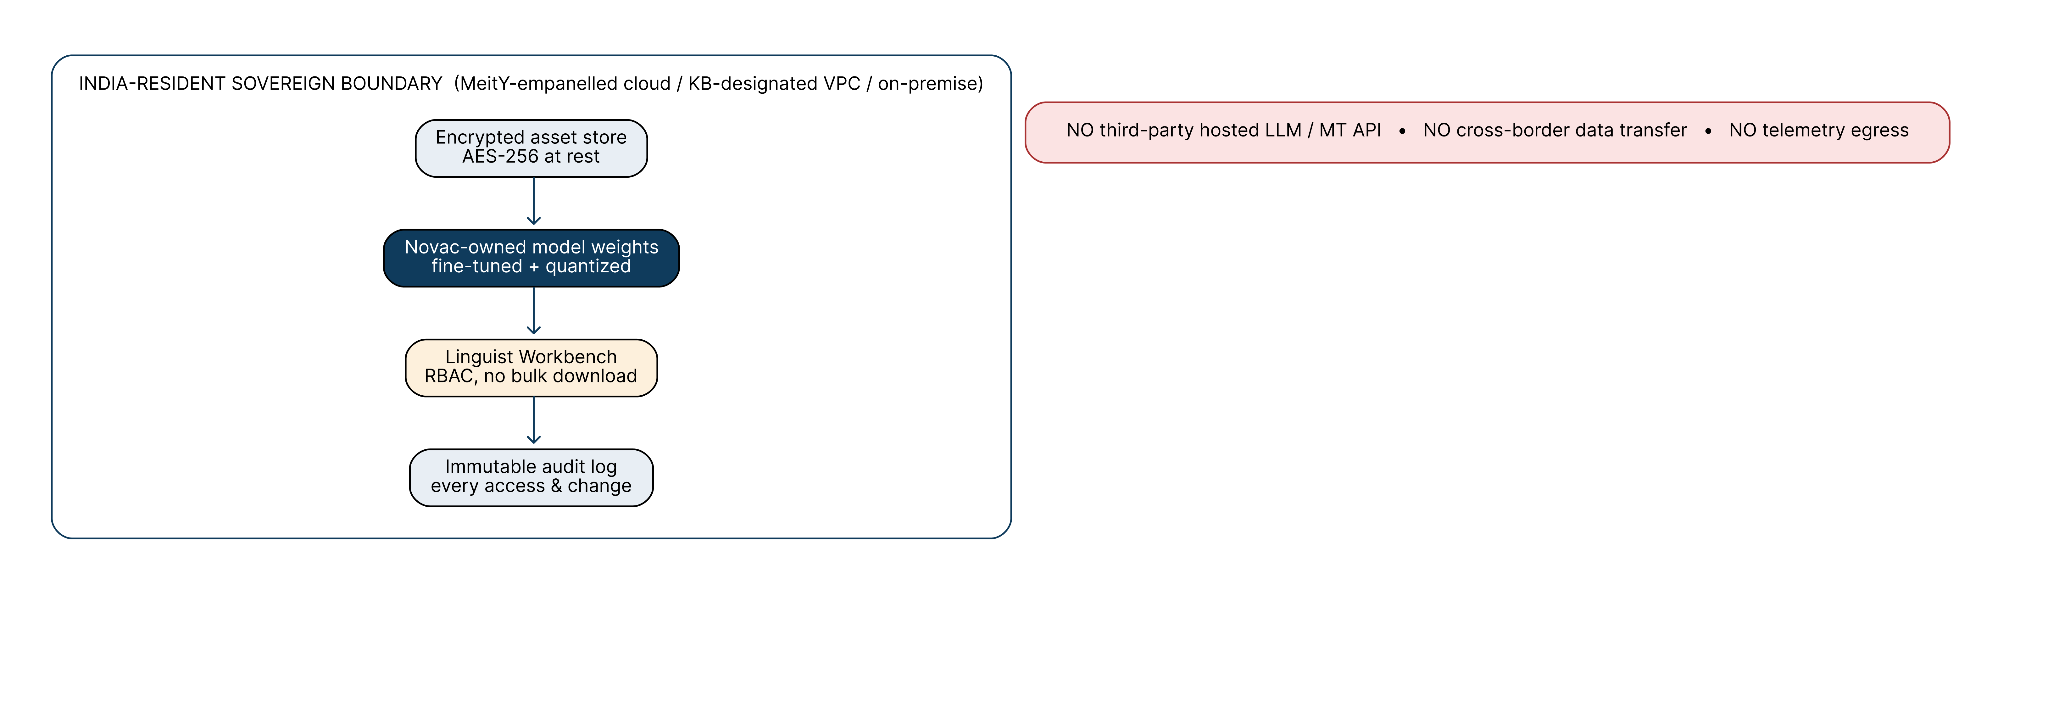 INDIA-RESIDENT SOVEREIGN BOUNDARY (MeitY-empanelled cloud / KB-designated VPC / on-premise)
Encrypted asset store
AES-256 at rest
Novac-owned model weights
fine-tuned + quantized
Linguist Workbench
RBAC, no bulk download
Immutable audit log
every access & change
NO third-party hosted LLM / MT API • NO cross-border data transfer • NO telemetry egress